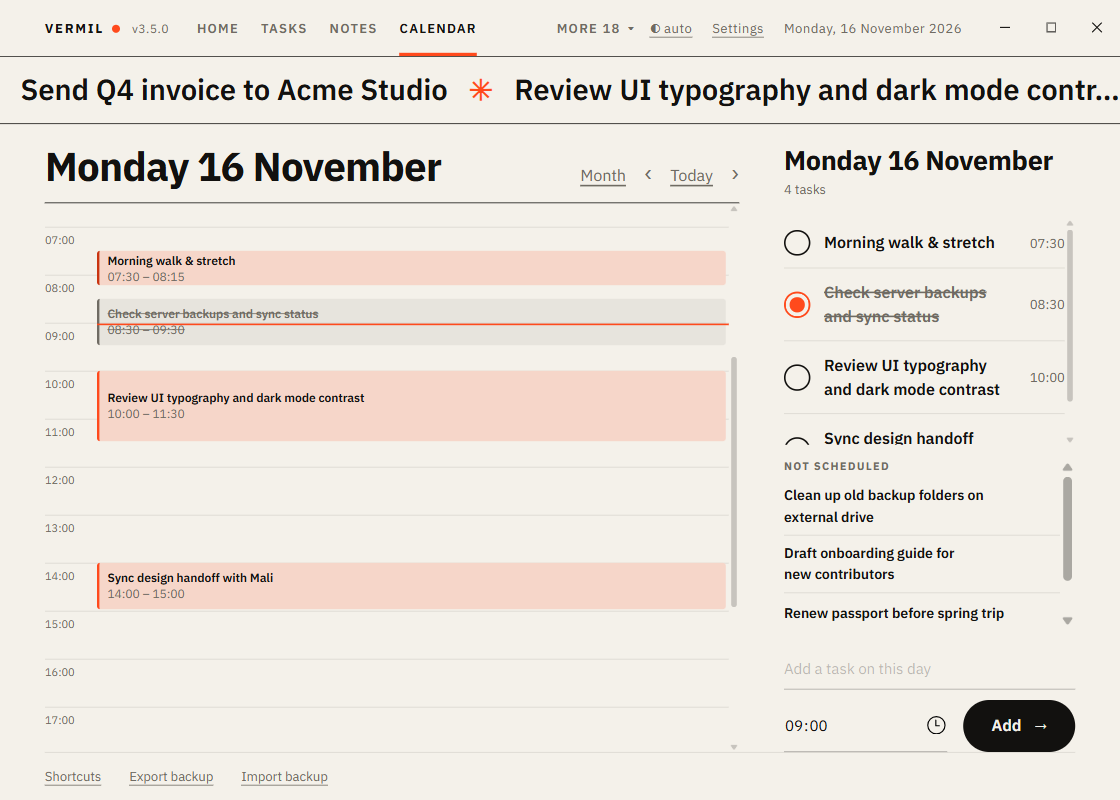 VERMIL v3.5.0 HOME TASKS NOTES CALENDAR MORE 18 auto Settings Monday, 16 November 2026
Send Q4 invoice to Acme Studio ✳ Review UI typography and dark mode contr...
Monday 16 November
Month ‹ Today ›
07:00
Morning walk & stretch
07:30 – 08:15
08:00
Check server backups and sync status
08:30 – 09:30
09:00
10:00
Review UI typography and dark mode contrast
10:00 – 11:30
11:00
12:00
13:00
14:00
Sync design handoff with Mali
14:00 – 15:00
15:00
16:00
17:00
Monday 16 November
4 tasks
Morning walk & stretch 07:30
Check server backups
and sync status 08:30
Review UI typography
and dark mode contrast 10:00
Sync design handoff
NOT SCHEDULED
Clean up old backup folders on
external drive
Draft onboarding guide for
new contributors
Renew passport before spring trip
Add a task on this day
09:00
Add →
Shortcuts Export backup Import backup